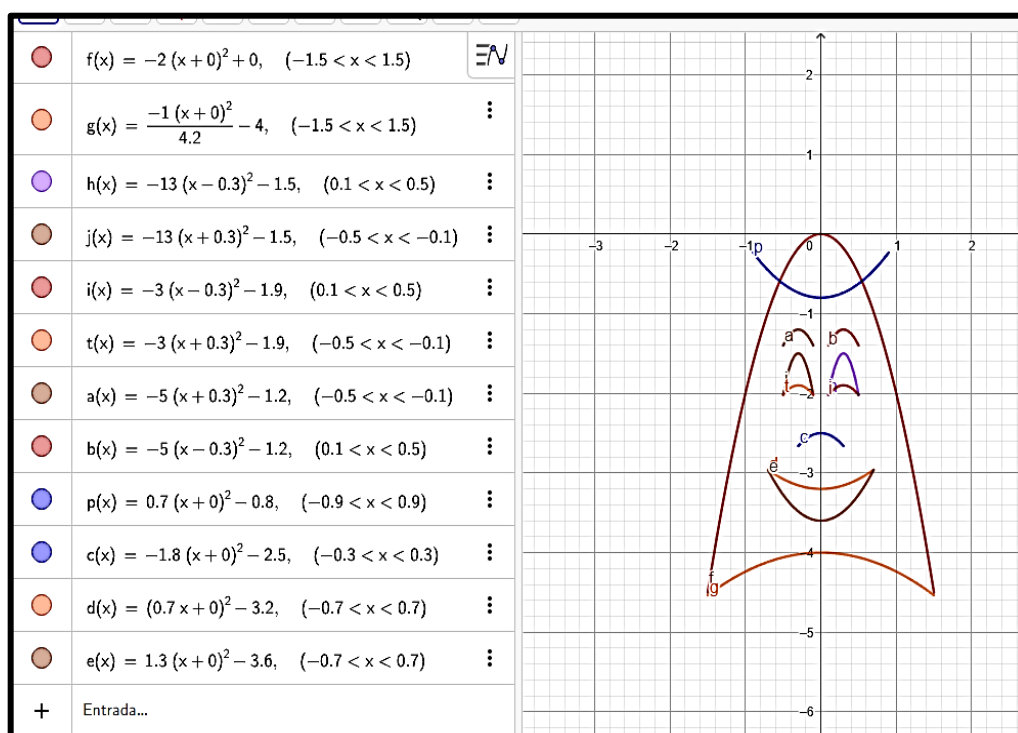 f(x) = −2 (x + 0)² + 0, (−1.5 < x < 1.5)
g(x) = −1 (x + 0)² / 4.2 − 4, (−1.5 < x < 1.5)
h(x) = −13 (x − 0.3)² − 1.5, (0.1 < x < 0.5)
j(x) = −13 (x + 0.3)² − 1.5, (−0.5 < x < −0.1)
i(x) = −3 (x − 0.3)² − 1.9, (0.1 < x < 0.5)
t(x) = −3 (x + 0.3)² − 1.9, (−0.5 < x < −0.1)
a(x) = −5 (x + 0.3)² − 1.2, (−0.5 < x < −0.1)
b(x) = −5 (x − 0.3)² − 1.2, (0.1 < x < 0.5)
p(x) = 0.7 (x + 0)² − 0.8, (−0.9 < x < 0.9)
c(x) = −1.8 (x + 0)² − 2.5, (−0.3 < x < 0.3)
d(x) = (0.7 x + 0)² − 3.2, (−0.7 < x < 0.7)
e(x) = 1.3 (x + 0)² − 3.6, (−0.7 < x < 0.7)
+ Entrada...
2
1
−3 −2 −1 p 0 1 2
−1
a b
t −2 i
c
e −3
−4
f
g
−5
−6